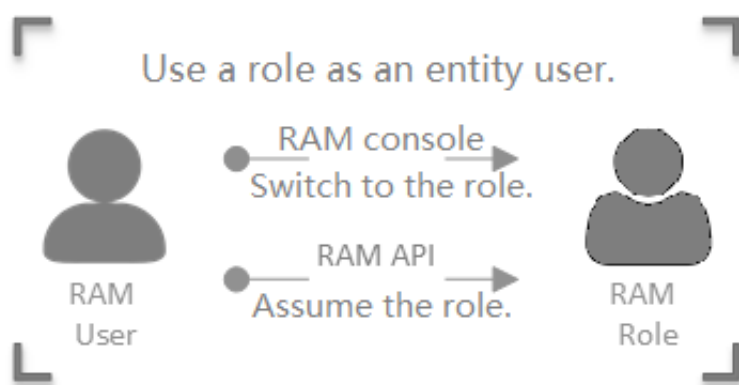 Use a role as an entity user.
RAM console
Switch to the role.
RAM API
Assume the role.
RAM
User
RAM
Role